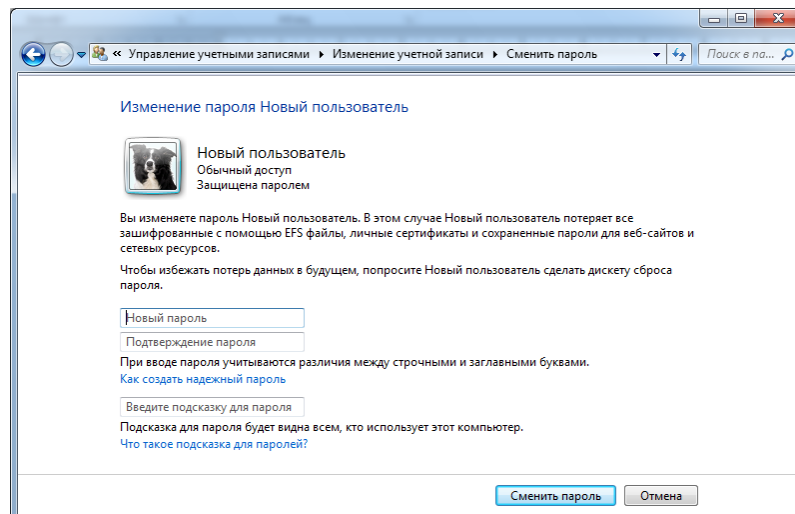 « Управление учетными записями ▸ Изменение учетной записи ▸ Сменить пароль
Поиск в па...
Изменение пароля Новый пользователь
Новый пользователь
Обычный доступ
Защищена паролем
Вы изменяете пароль Новый пользователь. В этом случае Новый пользователь потеряет все
зашифрованные с помощью EFS файлы, личные сертификаты и сохраненные пароли для веб-сайтов и
сетевых ресурсов.
Чтобы избежать потерь данных в будущем, попросите Новый пользователь сделать дискету сброса
пароля.
Новый пароль
Подтверждение пароля
При вводе пароля учитываются различия между строчными и заглавными буквами.
Как создать надежный пароль
Введите подсказку для пароля
Подсказка для пароля будет видна всем, кто использует этот компьютер.
Что такое подсказка для паролей?
Сменить пароль
Отмена